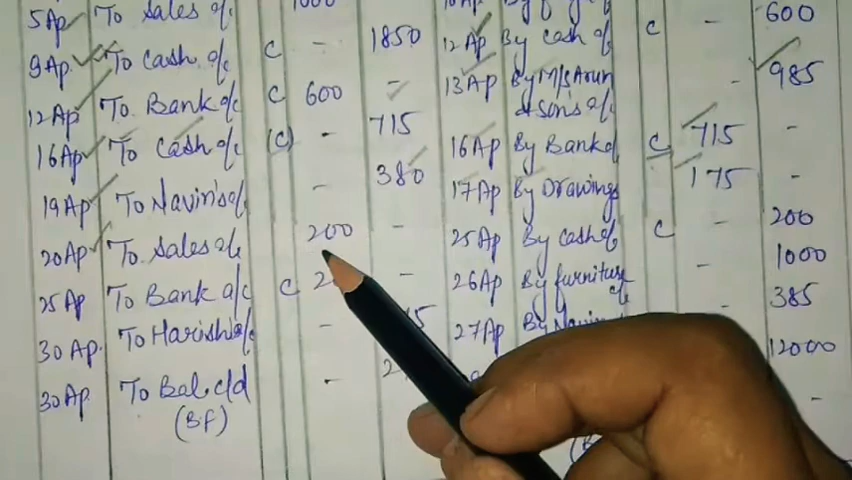 5Ap To Sales a/c
1850 12Ap By Cash a/c C - 600
9Ap To Cash a/c C -
12Ap To Bank a/c C 600 - 13Ap By M/s Arun - 985
& Sons a/c
16Ap To Cash a/c (C) - 715 16Ap By Bank a/c C 715 -
19Ap To Navin's a/c - 380 17Ap By Drawings 175 -
20Ap To Sales a/c 200 - 25Ap By Cash a/c C - 200
25Ap To Bank a/c C - 26Ap By furniture a/c - 1000
30Ap To Harish a/c - 27Ap 385
30Ap To Bal c/d - 12000
(BF) -